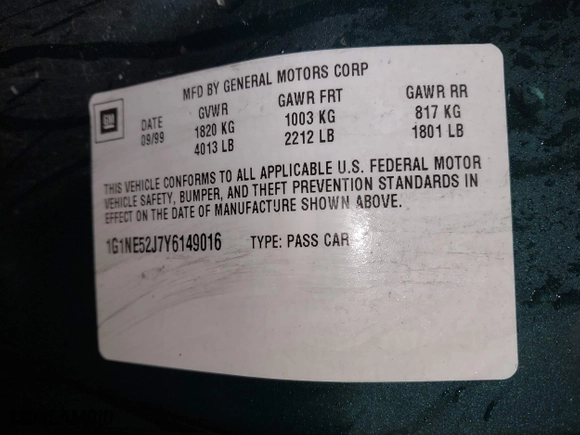 MFD BY GENERAL MOTORS CORP
GM
DATE GVWR GAWR FRT GAWR RR
09/99 1820 KG 1003 KG 817 KG
4013 LB 2212 LB 1801 LB
THIS VEHICLE CONFORMS TO ALL APPLICABLE U.S. FEDERAL MOTOR
VEHICLE SAFETY, BUMPER, AND THEFT PREVENTION STANDARDS IN
EFFECT ON THE DATE OF MANUFACTURE SHOWN ABOVE.
1G1NE52J7Y6149016 TYPE: PASS CAR